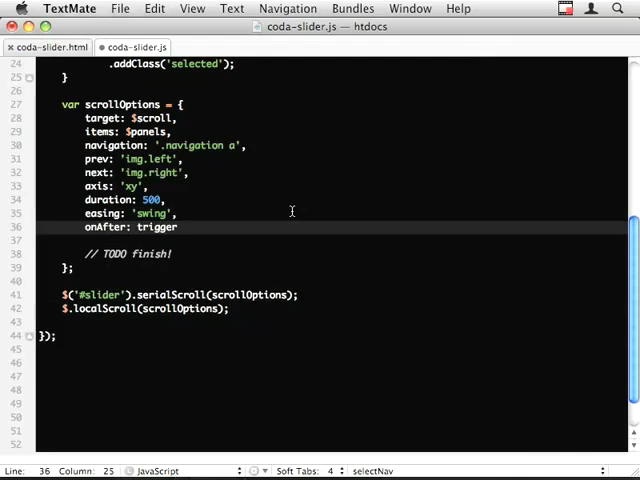 TextMate File Edit View Text Navigation Bundles Window Help
coda-slider.js — htdocs
coda-slider.html coda-slider.js
24 .addClass('selected');
25 }
26
27 var scrollOptions = {
28 target: $scroll,
29 items: $panels,
30 navigation: '.navigation a',
31 prev: 'img.left',
32 next: 'img.right',
33 axis: 'xy',
34 duration: 500,
35 easing: 'swing',
36 onAfter: trigger
37
38 // TODO finish!
39 };
40
41 $('#slider').serialScroll(scrollOptions);
42 $.localScroll(scrollOptions);
43
44 });
45
46
47
48
49
50
51
52
Line: 36 Column: 25 JavaScript Soft Tabs: 4 selectNav